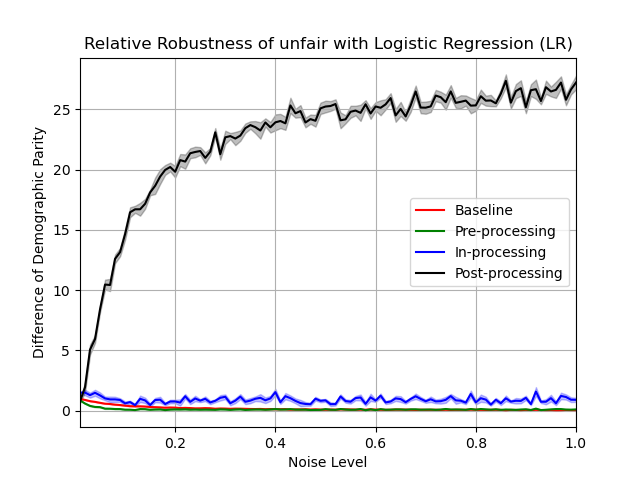 Relative Robustness of unfair with Logistic Regression (LR)
Difference of Demographic Parity
25
20
15
10
5
0
Baseline
Pre-processing
In-processing
Post-processing
0.2 0.4 0.6 0.8 1.0
Noise Level